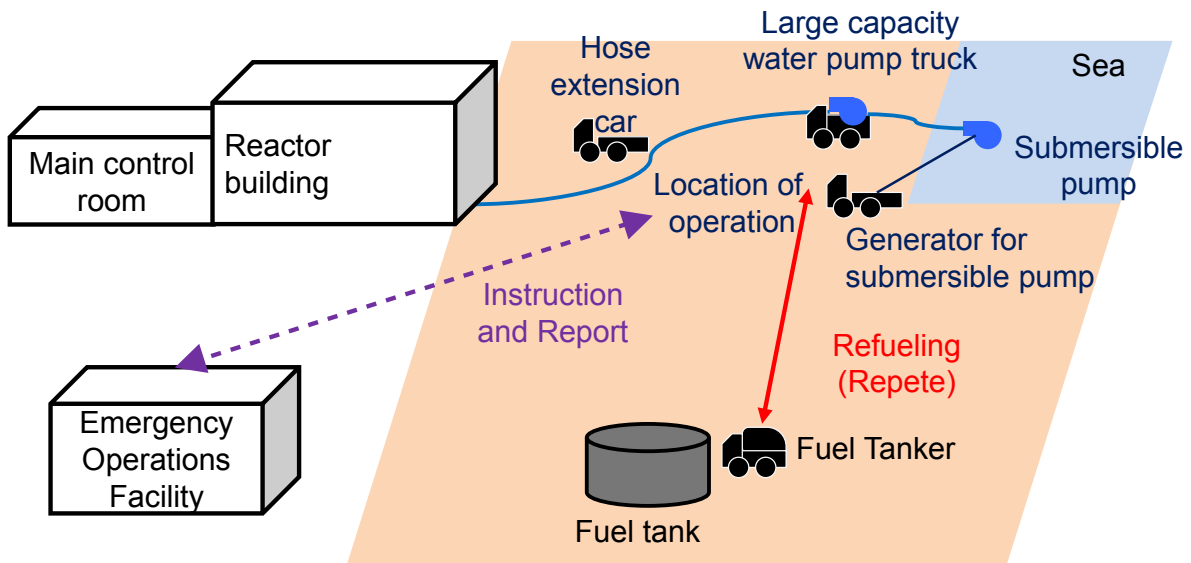 Large capacity
water pump truck
Hose
extension
car
Sea
Main control
room
Reactor
building
Submersible
pump
Location of
operation
Generator for
submersible pump
Instruction
and Report
Refueling
(Repete)
Emergency
Operations
Facility
Fuel Tanker
Fuel tank